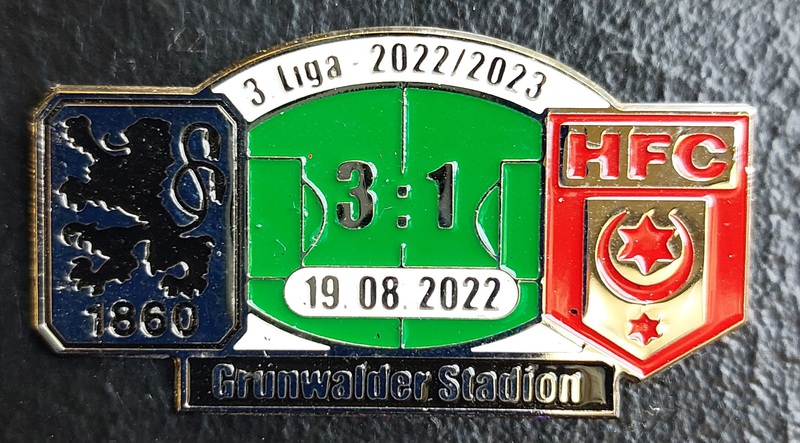 3. Liga - 2022/2023
HFC
3:1
19.08.2022
1860
Grünwalder Stadion